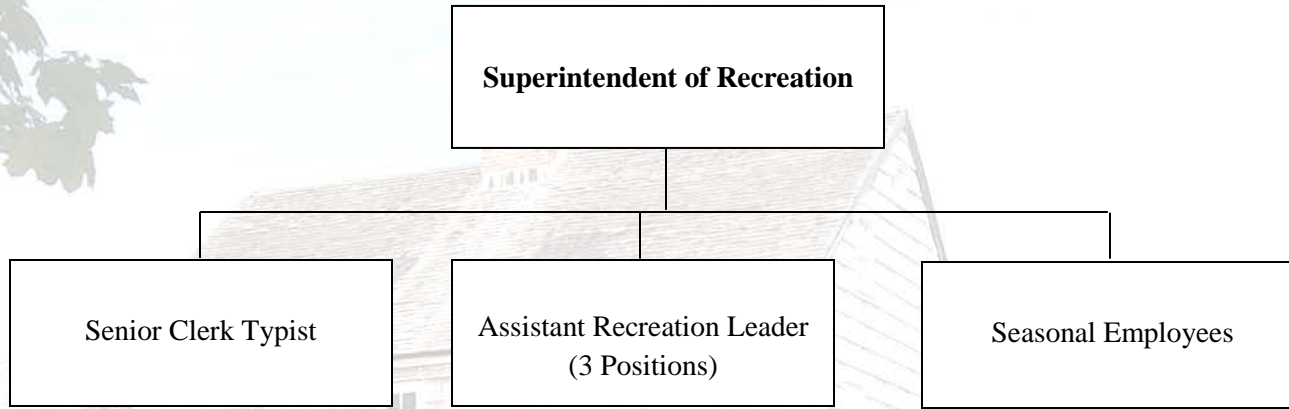 Superintendent of Recreation
Senior Clerk Typist
Assistant Recreation Leader
(3 Positions)
Seasonal Employees